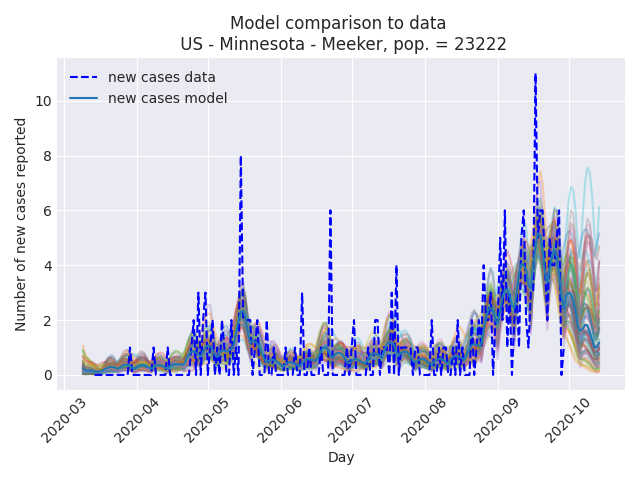 Model comparison to data
US - Minnesota - Meeker, pop. = 23222
new cases data
new cases model
Number of new cases reported
10
8
6
4
2
0
2020-03
2020-04
2020-05
2020-06
2020-07
2020-08
2020-09
2020-10
Day